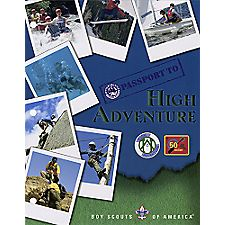 PASSPORT TO
HIGH
ADVENTURE
50
BOY SCOUTS OF AMERICA